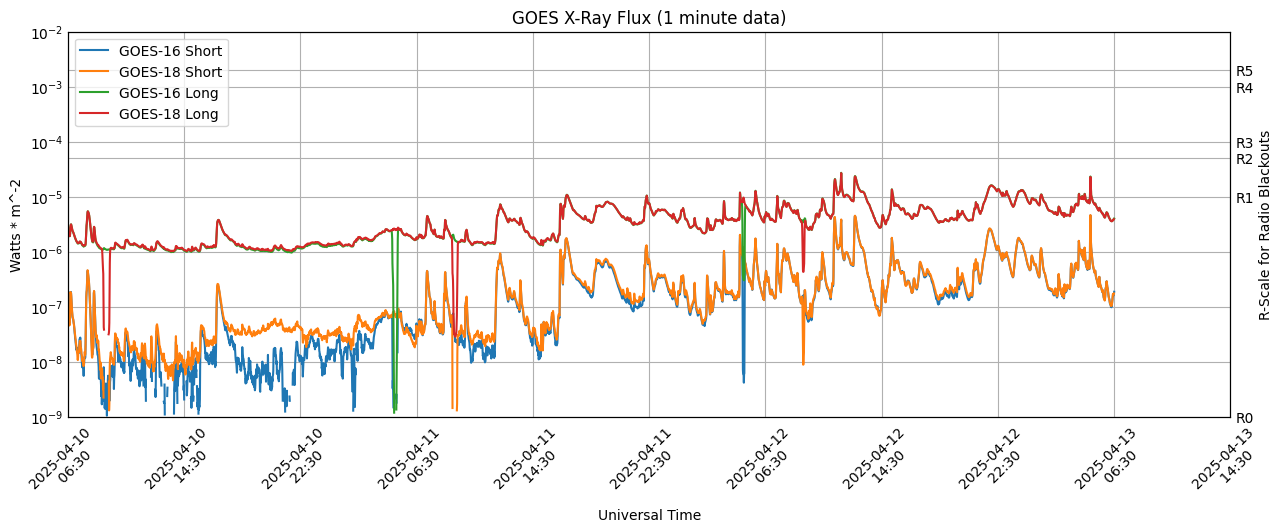 GOES X-Ray Flux (1 minute data)
GOES-16 Short
GOES-18 Short
GOES-16 Long
GOES-18 Long
10^-2
10^-3
10^-4
10^-5
10^-6
10^-7
10^-8
10^-9
Watts * m^-2
R5
R4
R3
R2
R1
R0
R-Scale for Radio Blackouts
2025-04-10
06:30
2025-04-10
14:30
2025-04-10
22:30
2025-04-11
06:30
2025-04-11
14:30
2025-04-11
22:30
2025-04-12
06:30
2025-04-12
14:30
2025-04-12
22:30
2025-04-13
06:30
2025-04-13
14:30
Universal Time